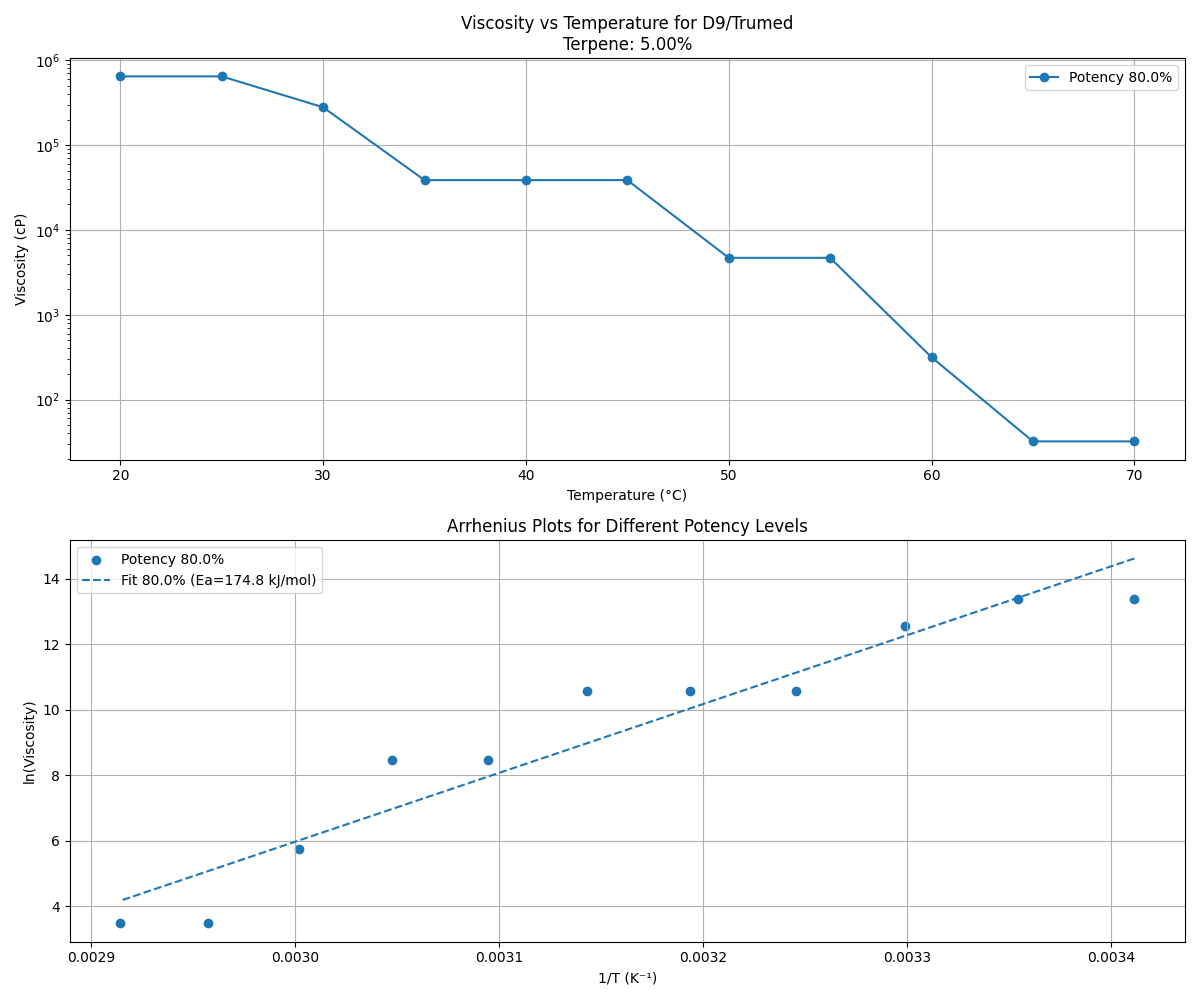 Viscosity vs Temperature for D9/Trumed
Terpene: 5.00%
Potency 80.0%
Viscosity (cP)
10⁶
10⁵
10⁴
10³
10²
20 30 40 50 60 70
Temperature (°C)
Arrhenius Plots for Different Potency Levels
Potency 80.0%
Fit 80.0% (Ea=174.8 kJ/mol)
ln(Viscosity)
14
12
10
8
6
4
0.0029 0.0030 0.0031 0.0032 0.0033 0.0034
1/T (K⁻¹)